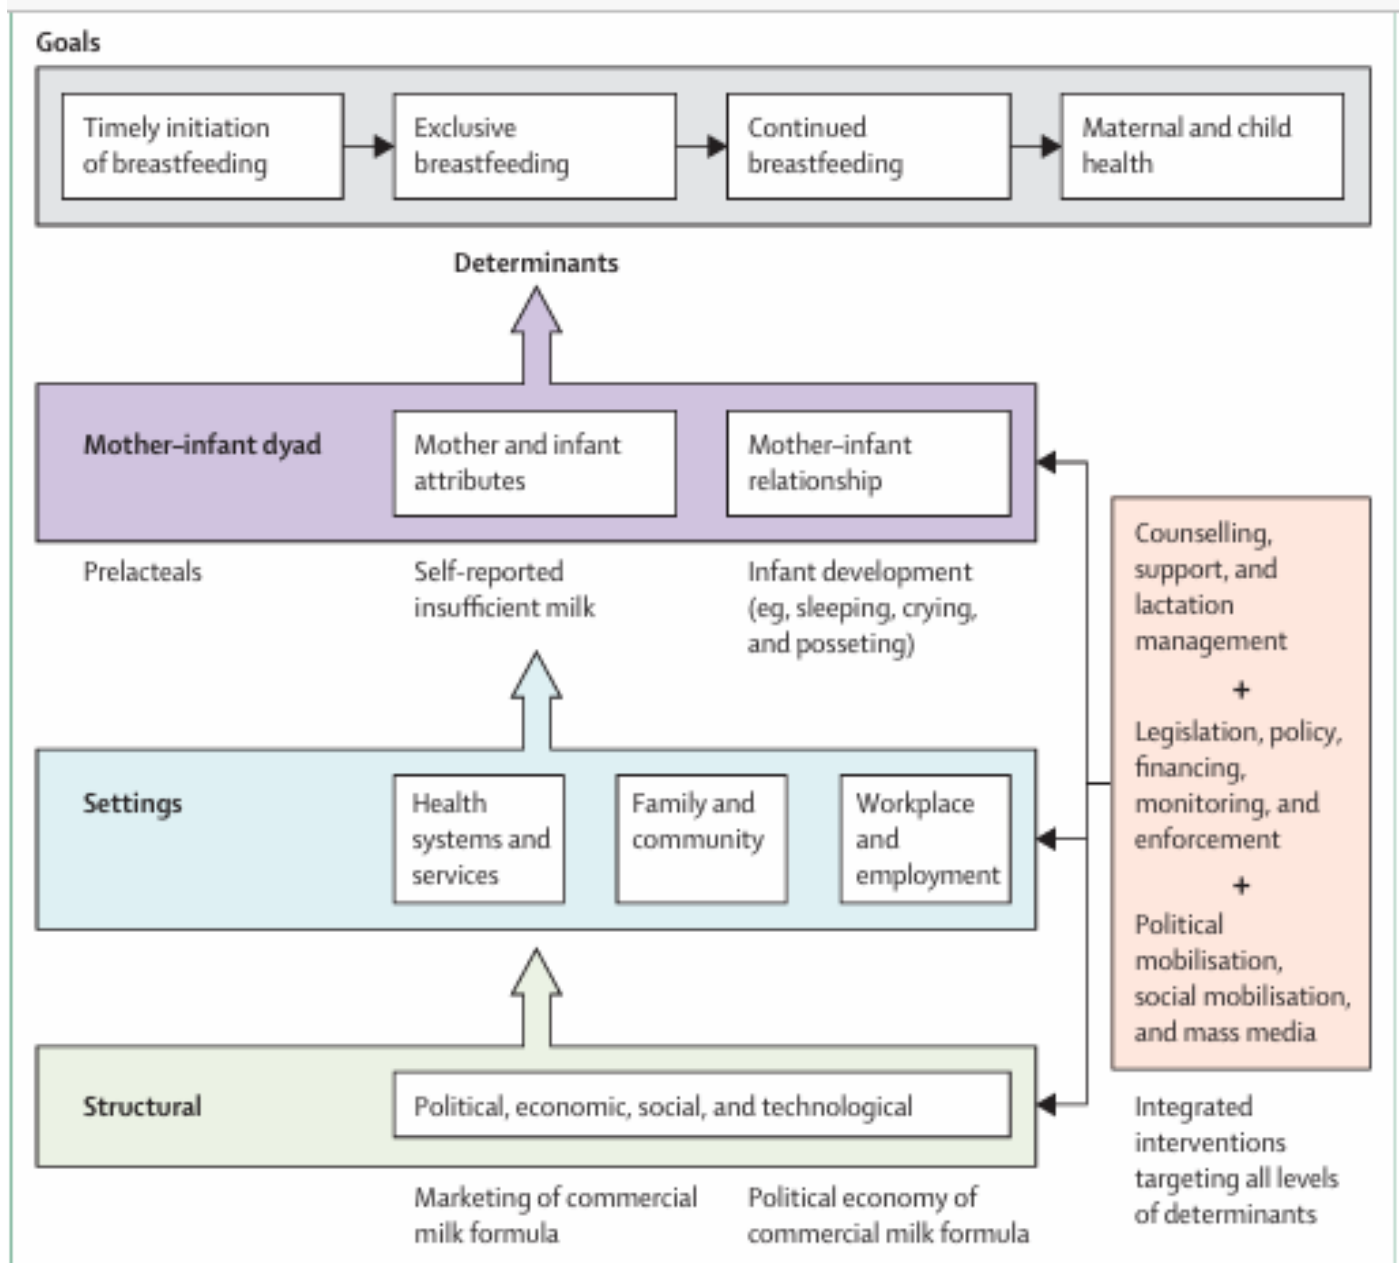 Goals
Timely initiation
of breastfeeding
Exclusive
breastfeeding
Continued
breastfeeding
Maternal and child
health
Determinants
Mother–infant dyad
Mother and infant
attributes
Mother–infant
relationship
Prelacteals
Self-reported
insufficient milk
Infant development
(eg, sleeping, crying,
and posseting)
Settings
Health
systems and
services
Family and
community
Workplace
and
employment
Structural
Political, economic, social, and technological
Marketing of commercial
milk formula
Political economy of
commercial milk formula
Counselling,
support, and
lactation
management
+
Legislation, policy,
financing,
monitoring, and
enforcement
+
Political
mobilisation,
social mobilisation,
and mass media
Integrated
interventions
targeting all levels
of determinants